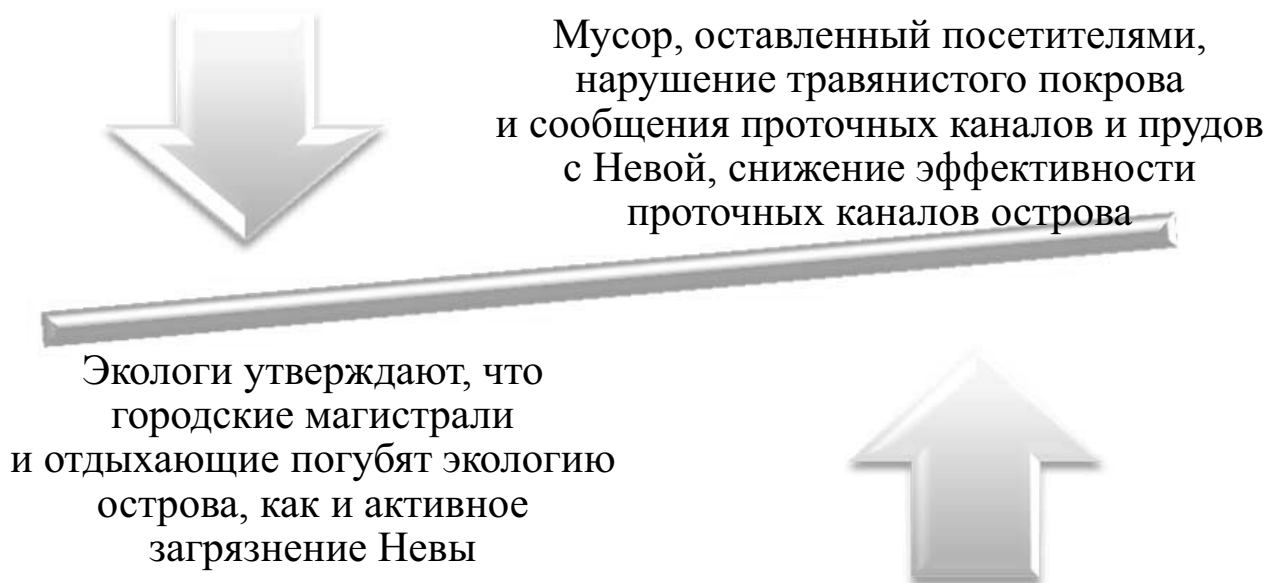 Мусор, оставленный посетителями,
нарушение травянистого покрова
и сообщения проточных каналов и прудов
с Невой, снижение эффективности
проточных каналов острова
Экологи утверждают, что
городские магистрали
и отдыхающие погубят экологию
острова, как и активное
загрязнение Невы